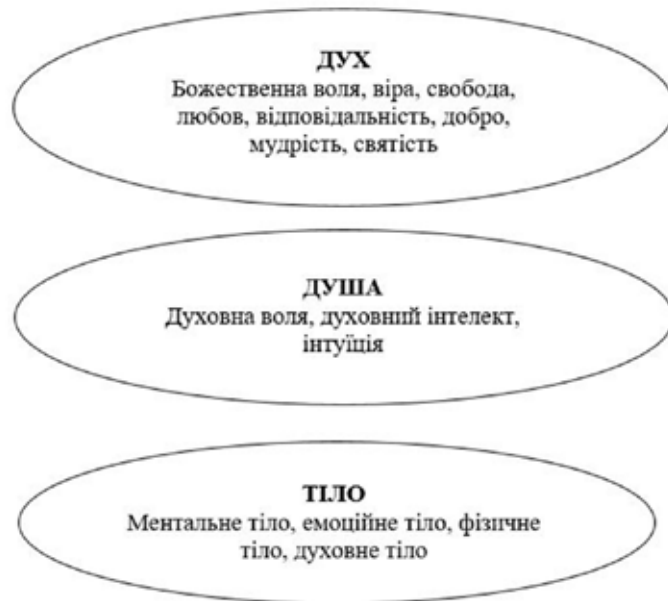 ДУХ
Божественна воля, віра, свобода,
любов, відповідальність, добро,
мудрість, святість
ДУША
Духовна воля, духовний інтелект,
інтуїція
ТІЛО
Ментальне тіло, емоційне тіло, фізичне
тіло, духовне тіло